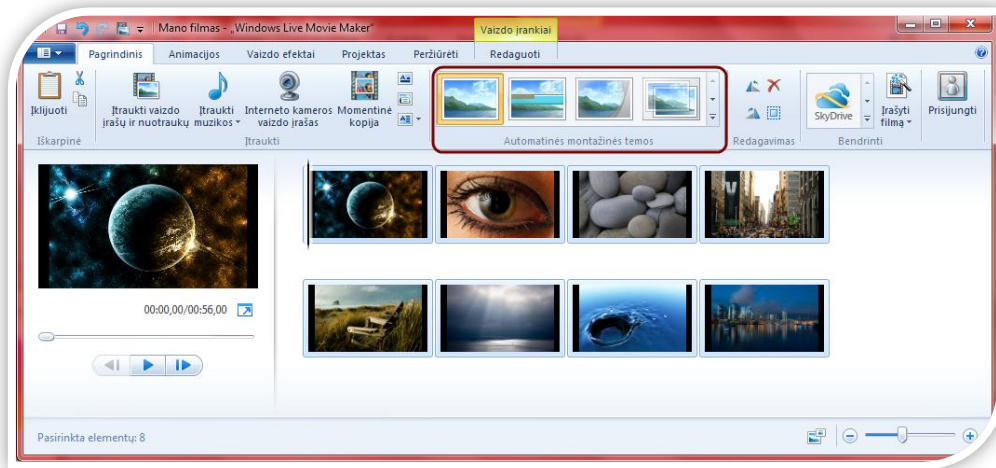 Mano filmas - „Windows Live Movie Maker“
Vaizdo įrankiai
Pagrindinis Animacijos Vaizdo efektai Projektas Peržiūrėti Redaguoti
Įklijuoti
Įtraukti vaizdo įrašų ir nuotraukų
Įtraukti muzikos
Interneto kameros vaizdo įrašas
Momentinė kopija
SkyDrive
Įrašyti filmą
Prisijungti
Iškarpinė Įtraukti Automatinės montažinės temos Redagavimas Bendrinti
00:00,00/00:56,00
Pasirinkta elementų: 8